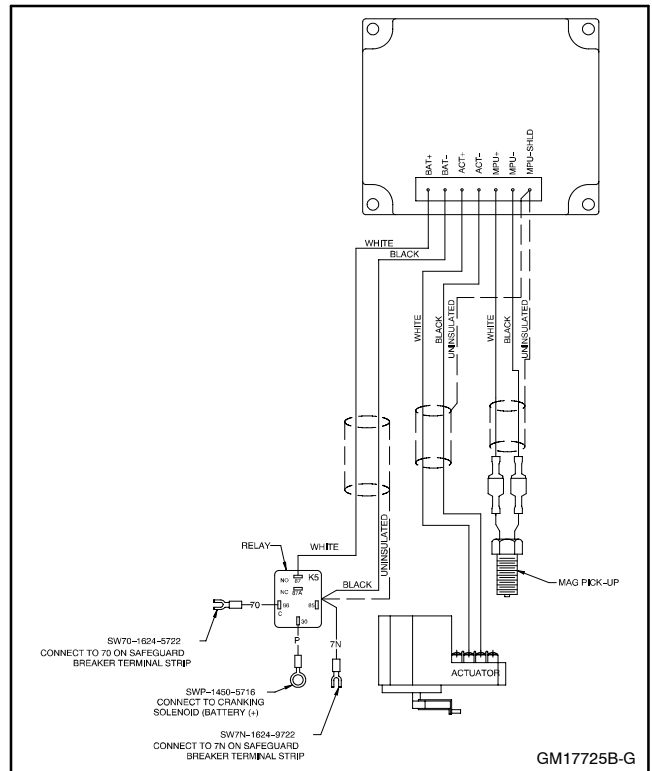 BAT+
BAT-
ACT+
ACT-
MPU+
MPU-
MPU-SHLD
WHITE
BLACK
WHITE
BLACK
UNINSULATED
WHITE
BLACK
UNINSULATED
UNINSULATED
RELAY
WHITE
NO 87 K5
NC 87A
BLACK
70
86
85
C
30
MAG PICK-UP
P
7N
SW70-1624-5722
CONNECT TO 70 ON SAFEGUARD
BREAKER TERMINAL STRIP
ACTUATOR
SWP-1450-5716
CONNECT TO CRANKING
SOLENOID (BATTERY (+)
SW7N-1624-9722
CONNECT TO 7N ON SAFEGUARD
BREAKER TERMINAL STRIP
GM17725B-G